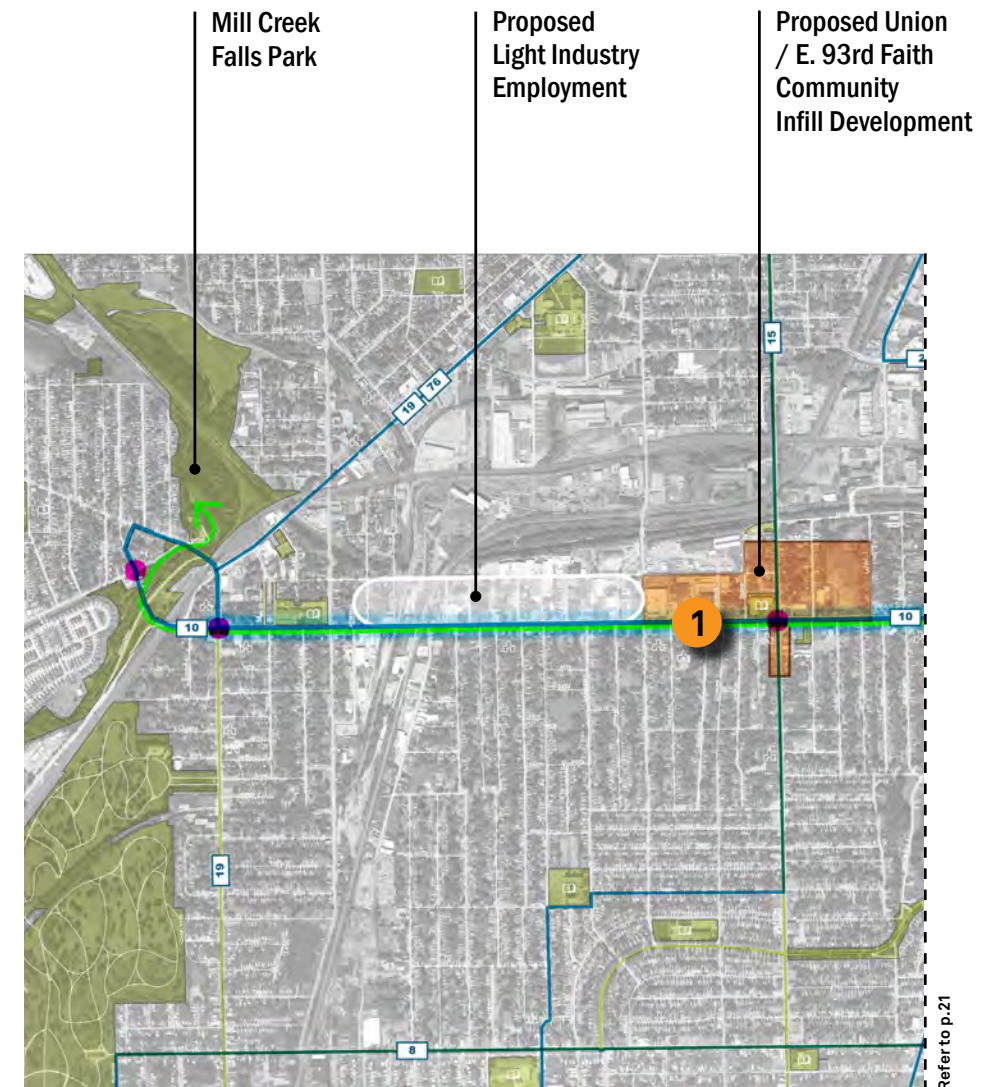 Mill Creek
Falls Park
Proposed
Light Industry
Employment
Proposed Union
/ E. 93rd Faith
Community
Infill Development
15
2
76
19
10
1
10
19
8
Refer to p.21